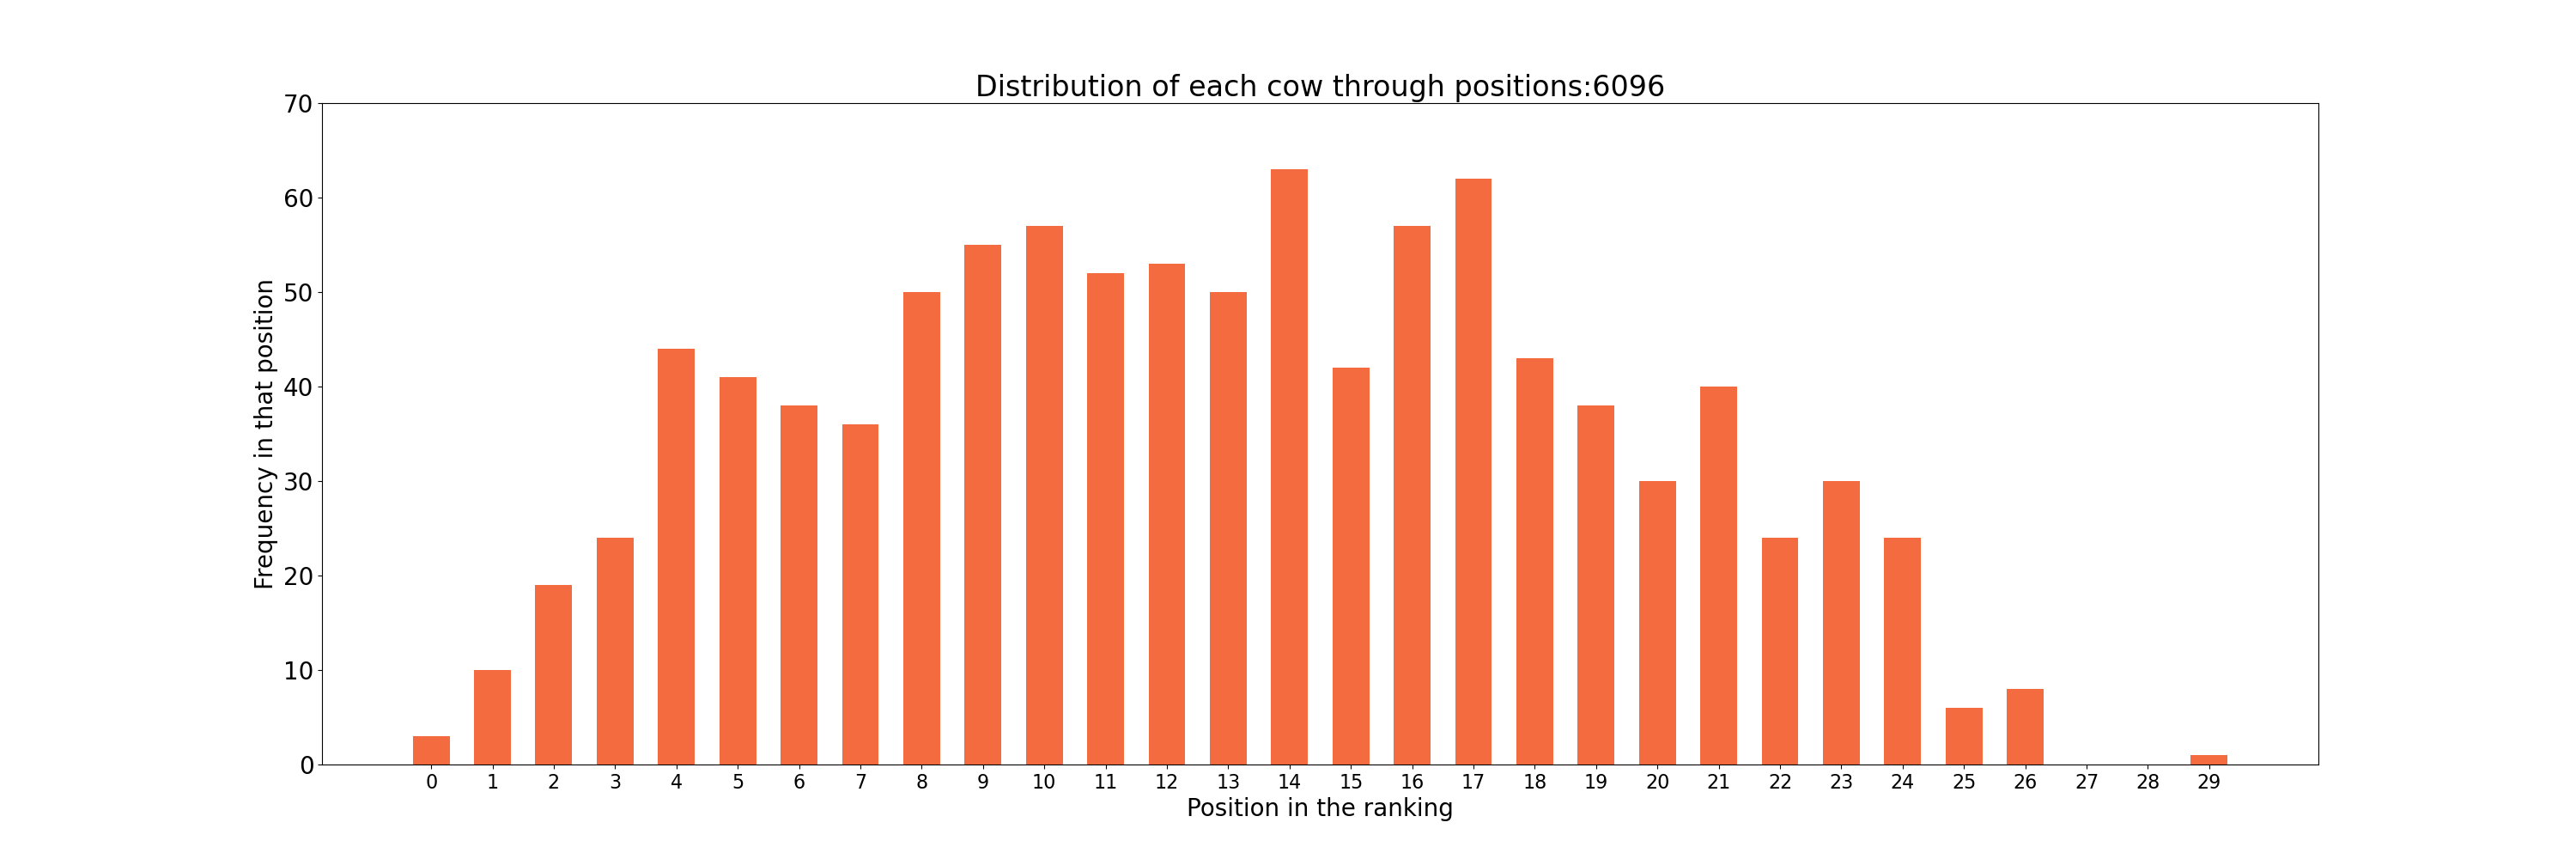 Distribution of each cow through positions:6096
70
60
50
40
30
20
10
0
Frequency in that position
0 1 2 3 4 5 6 7 8 9 10 11 12 13 14 15 16 17 18 19 20 21 22 23 24 25 26 27 28 29
Position in the ranking